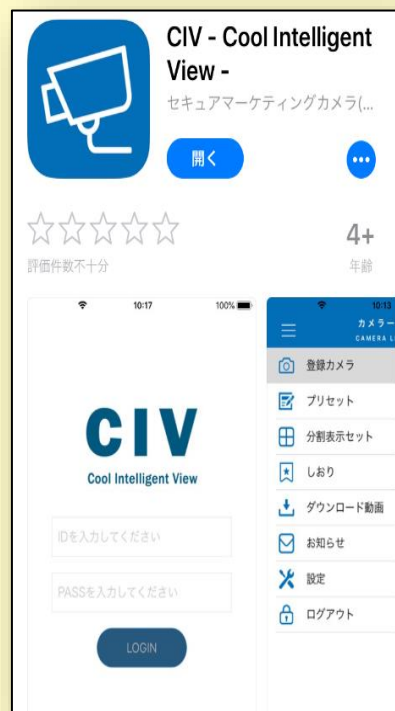 CIV - Cool Intelligent
View -
セキュアマーケティングカメラ(...
開く
4+
評価件数不十分
年齢
10:17
100%
CIV
Cool Intelligent View
IDを入力してください
PASSを入力してください
LOGIN
10:13
カメラ
CAMERA L
登録カメラ
プリセット
分割表示セット
しおり
ダウンロード動画
お知らせ
設定
ログアウト